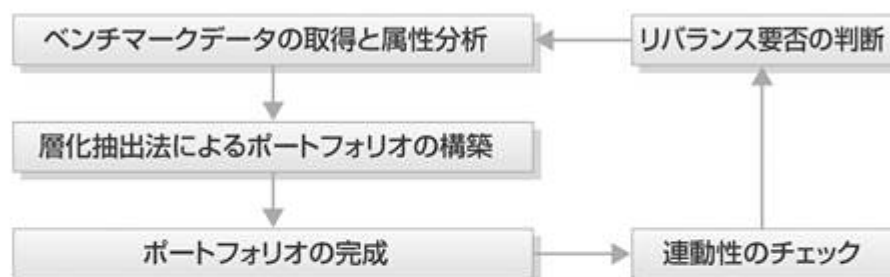 ベンチマークデータの取得と属性分析
リバランス要否の判断
層化抽出法によるポートフォリオの構築
ポートフォリオの完成
連動性のチェック